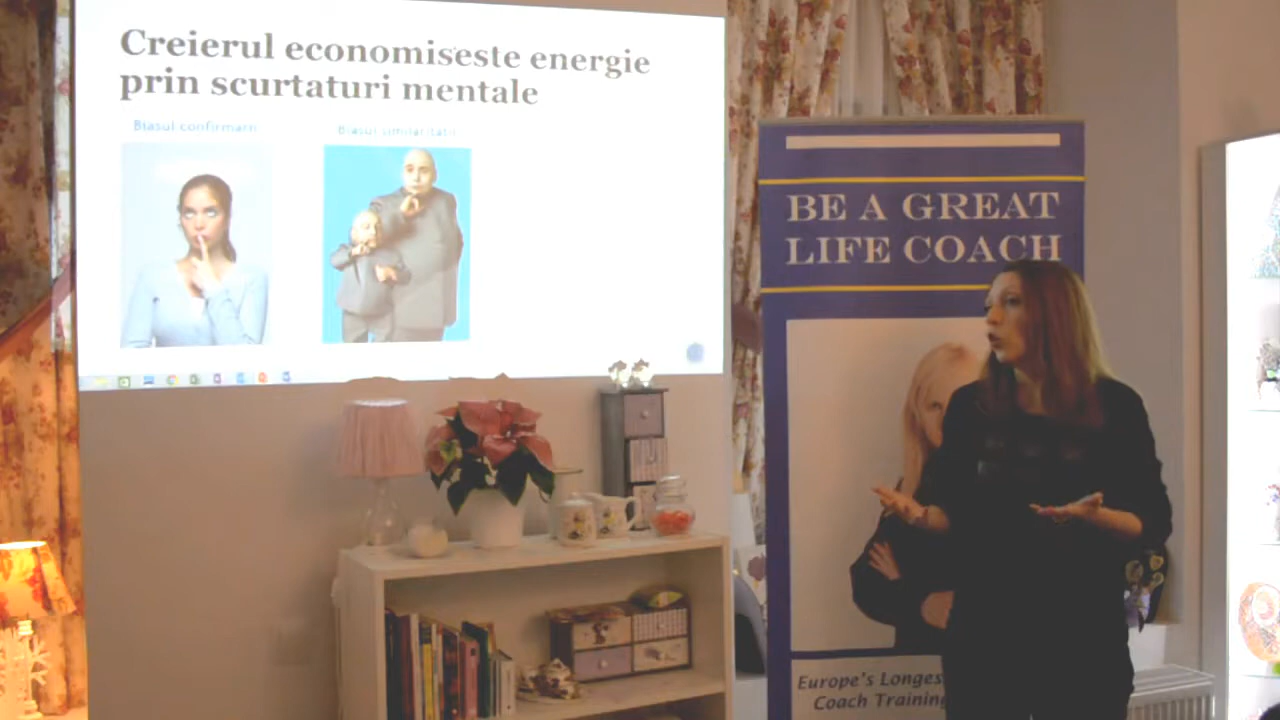 Creierul economiseste energie
prin scurtaturi mentale
Biasul confirmarii
Biasul similaritatii
BE A GREAT
LIFE COACH
Europe's Longes
Coach Training